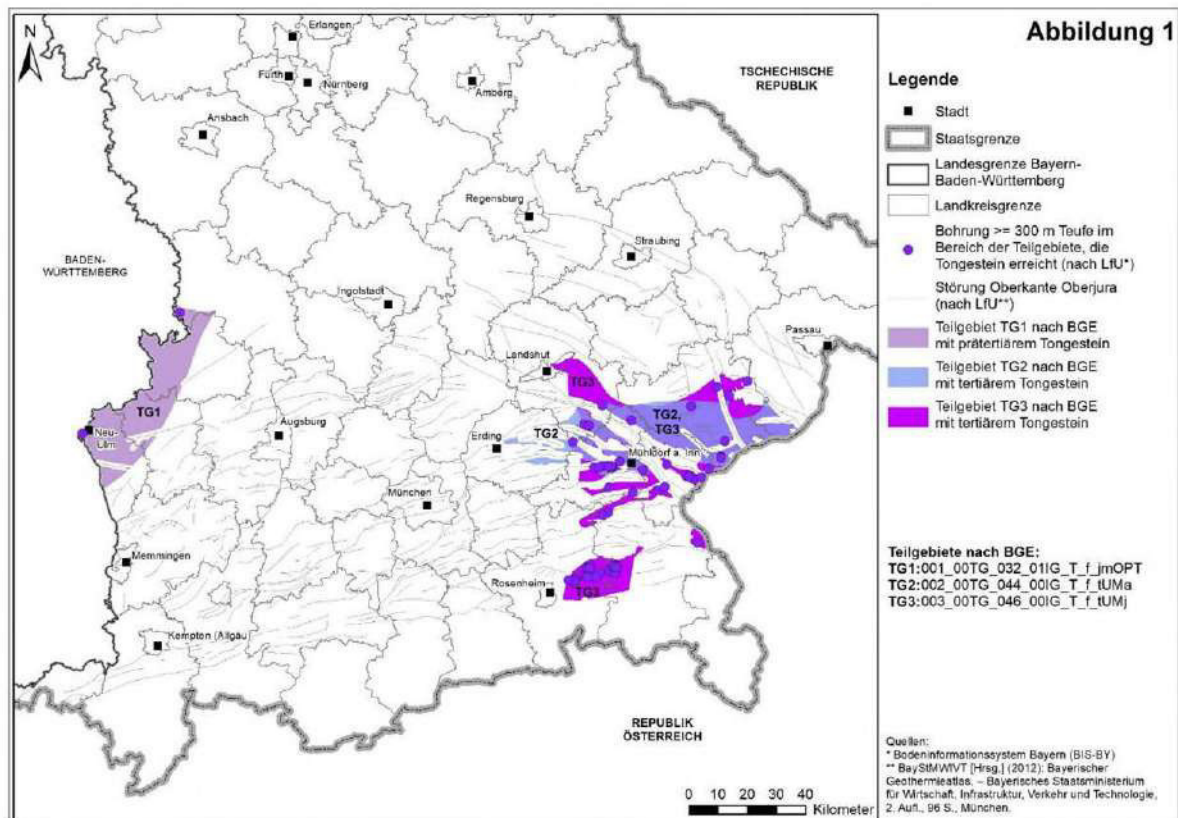 Abbildung 1
N
Erlangen
Fürth
Nürnberg
Amberg
Ansbach
TSCHECHISCHE
REPUBLIK
Regensburg
Straubing
BADEN-
WÜRTTEMBERG
Ingolstadt
Passau
Landshut
TG3
TG1
Neu-
Ulm
Augsburg
Erding
TG2
TG2,
TG3
Mühldorf a. Inn
München
Memmingen
Rosenheim
TG3
Kempten (Allgäu
REPUBLIK
ÖSTERREICH
0 10 20 30 40
Kilometer
Legende
Stadt
Staatsgrenze
Landesgrenze Bayern-
Baden-Württemberg
Landkreisgrenze
Bohrung >= 300 m Teufe im
Bereich der Teilgebiete, die
Tongestein erreicht (nach LfU*)
Störung Oberkante Oberjura
(nach LfU**)
Teilgebiet TG1 nach BGE
mit prätertiärem Tongestein
Teilgebiet TG2 nach BGE
mit tertiärem Tongestein
Teilgebiet TG3 nach BGE
mit tertiärem Tongestein
Teilgebiete nach BGE:
TG1:001_00TG_032_01IG_T_f_jmOPT
TG2:002_00TG_044_00IG_T_f_tUMa
TG3:003_00TG_046_00IG_T_f_tUMj
Quellen:
* Bodeninformationssystem Bayern (BIS-BY)
** BayStMWIVT [Hrsg.] (2012): Bayerischer
Geothermieatlas. – Bayerisches Staatsministerium
für Wirtschaft, Infrastruktur, Verkehr und Technologie,
2. Aufl., 96 S., München.